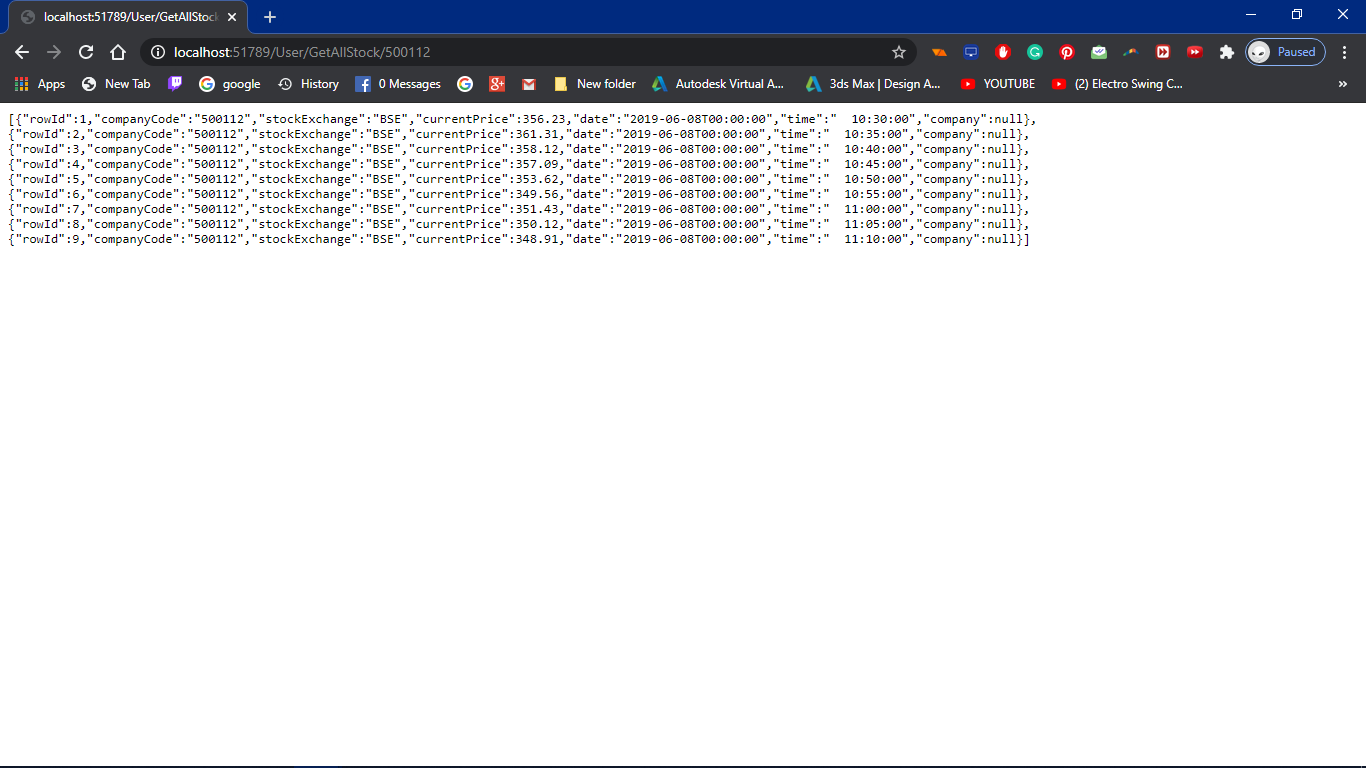 localhost:51789/User/GetAllStock
localhost:51789/User/GetAllStock/500112
Paused
Apps
New Tab
google
History
0 Messages
New folder
Autodesk Virtual A...
3ds Max | Design A...
YOUTUBE
(2) Electro Swing C...
»
[{"rowId":1,"companyCode":"500112","stockExchange":"BSE","currentPrice":356.23,"date":"2019-06-08T00:00:00","time":"  10:30:00","company":null},
{"rowId":2,"companyCode":"500112","stockExchange":"BSE","currentPrice":361.31,"date":"2019-06-08T00:00:00","time":"  10:35:00","company":null},
{"rowId":3,"companyCode":"500112","stockExchange":"BSE","currentPrice":358.12,"date":"2019-06-08T00:00:00","time":"  10:40:00","company":null},
{"rowId":4,"companyCode":"500112","stockExchange":"BSE","currentPrice":357.09,"date":"2019-06-08T00:00:00","time":"  10:45:00","company":null},
{"rowId":5,"companyCode":"500112","stockExchange":"BSE","currentPrice":353.62,"date":"2019-06-08T00:00:00","time":"  10:50:00","company":null},
{"rowId":6,"companyCode":"500112","stockExchange":"BSE","currentPrice":349.56,"date":"2019-06-08T00:00:00","time":"  10:55:00","company":null},
{"rowId":7,"companyCode":"500112","stockExchange":"BSE","currentPrice":351.43,"date":"2019-06-08T00:00:00","time":"  11:00:00","company":null},
{"rowId":8,"companyCode":"500112","stockExchange":"BSE","currentPrice":350.12,"date":"2019-06-08T00:00:00","time":"  11:05:00","company":null},
{"rowId":9,"companyCode":"500112","stockExchange":"BSE","currentPrice":348.91,"date":"2019-06-08T00:00:00","time":"  11:10:00","company":null}]